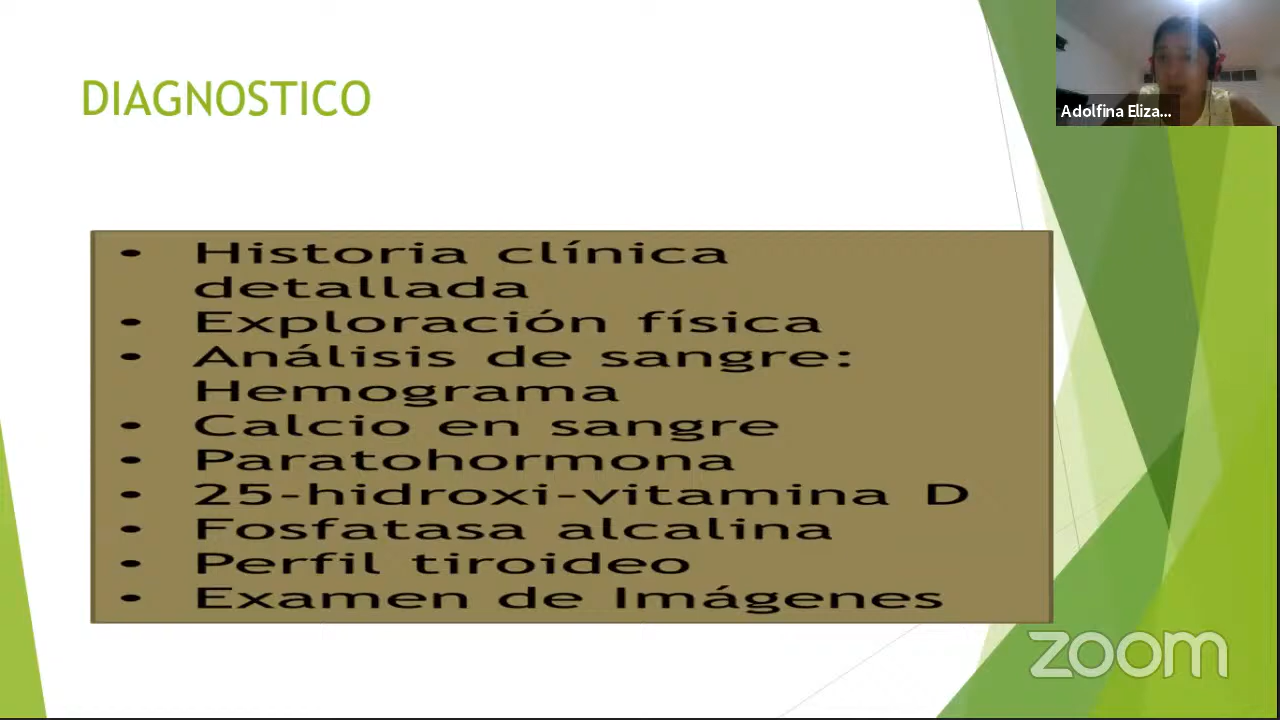 DIAGNOSTICO
Adolfina Eliza...
• Historia clínica
detallada
• Exploración física
• Análisis de sangre:
Hemograma
• Calcio en sangre
• Paratohormona
• 25-hidroxi-vitamina D
• Fosfatasa alcalina
• Perfil tiroideo
• Examen de Imágenes
zoom